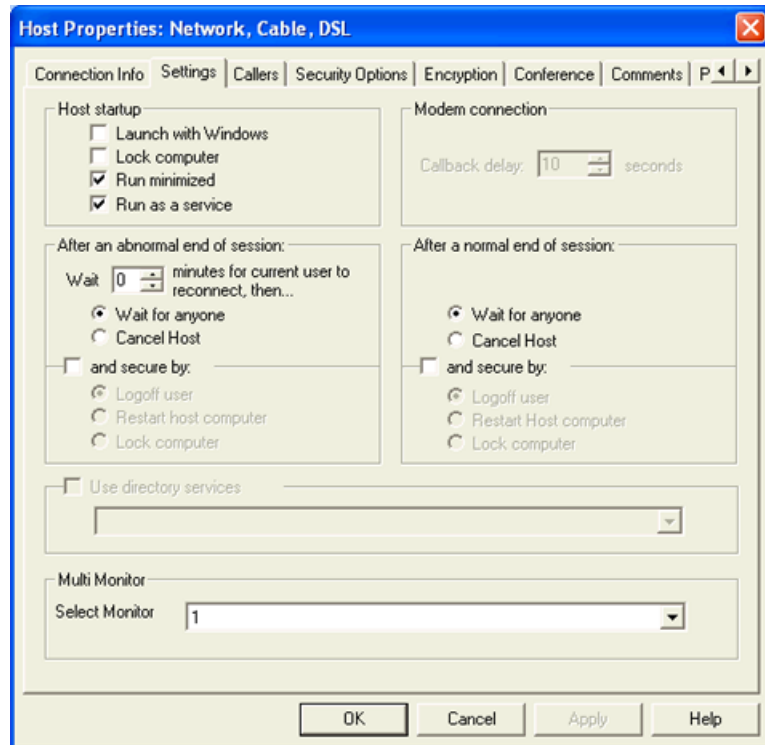 Host Properties: Network, Cable, DSL
Connection Info Settings Callers Security Options Encryption Conference Comments P
Host startup
Launch with Windows
Lock computer
Run minimized
Run as a service
Modem connection
Callback delay: 10 seconds
After an abnormal end of session:
Wait 0 minutes for current user to
reconnect, then...
Wait for anyone
Cancel Host
and secure by:
Logoff user
Restart host computer
Lock computer
After a normal end of session:
Wait for anyone
Cancel Host
and secure by:
Logoff user
Restart Host computer
Lock computer
Use directory services
Multi Monitor
Select Monitor 1
OK Cancel Apply Help